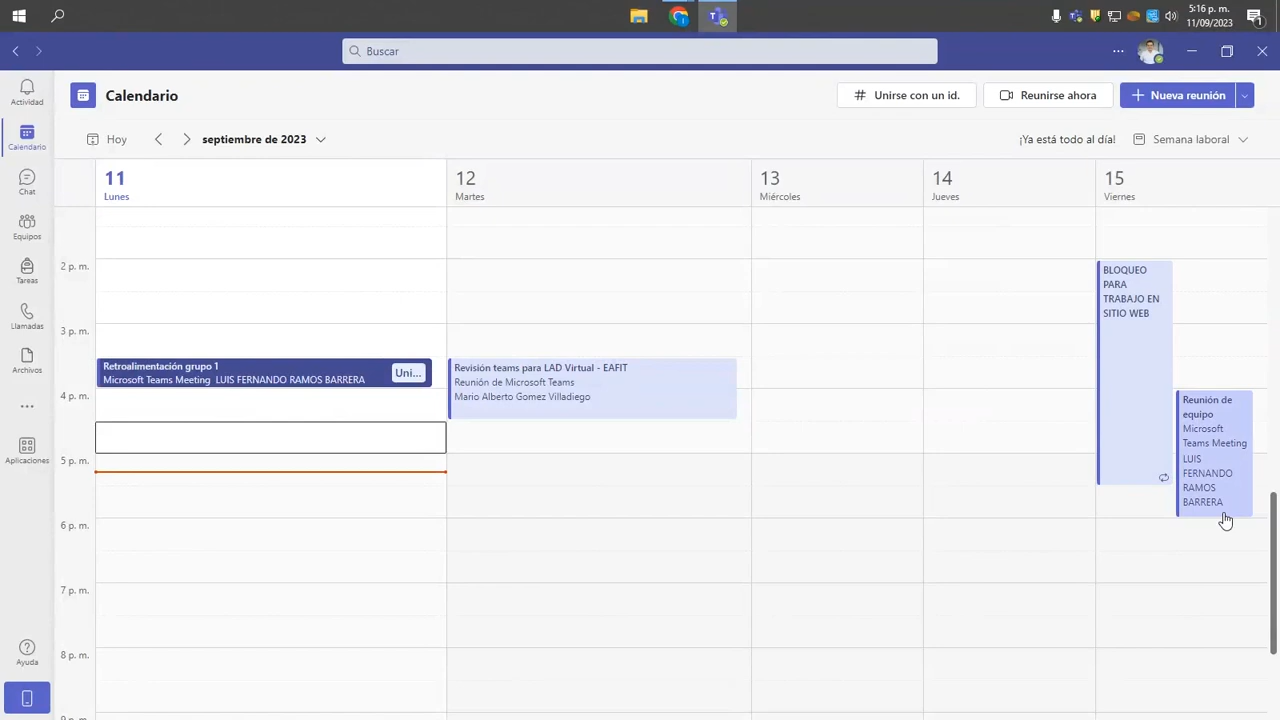 5:16 p. m.
11/09/2023
1
Buscar
Actividad
Calendario
Chat
Equipos
Tareas
Llamadas
Archivos
...
Aplicaciones
Ayuda
Calendario
# Unirse con un id.
Reunirse ahora
+ Nueva reunión
Hoy
septiembre de 2023
¡Ya está todo al día!
Semana laboral
11
Lunes
12
Martes
13
Miércoles
14
Jueves
15
Viernes
2 p. m.
3 p. m.
4 p. m.
5 p. m.
6 p. m.
7 p. m.
8 p. m.
Retroalimentación grupo 1
Microsoft Teams Meeting LUIS FERNANDO RAMOS BARRERA
Uni...
Revisión teams para LAD Virtual - EAFIT
Reunión de Microsoft Teams
Mario Alberto Gomez Villadiego
BLOQUEO
PARA
TRABAJO EN
SITIO WEB
Reunión de
equipo
Microsoft
Teams Meeting
LUIS
FERNANDO
RAMOS
BARRERA